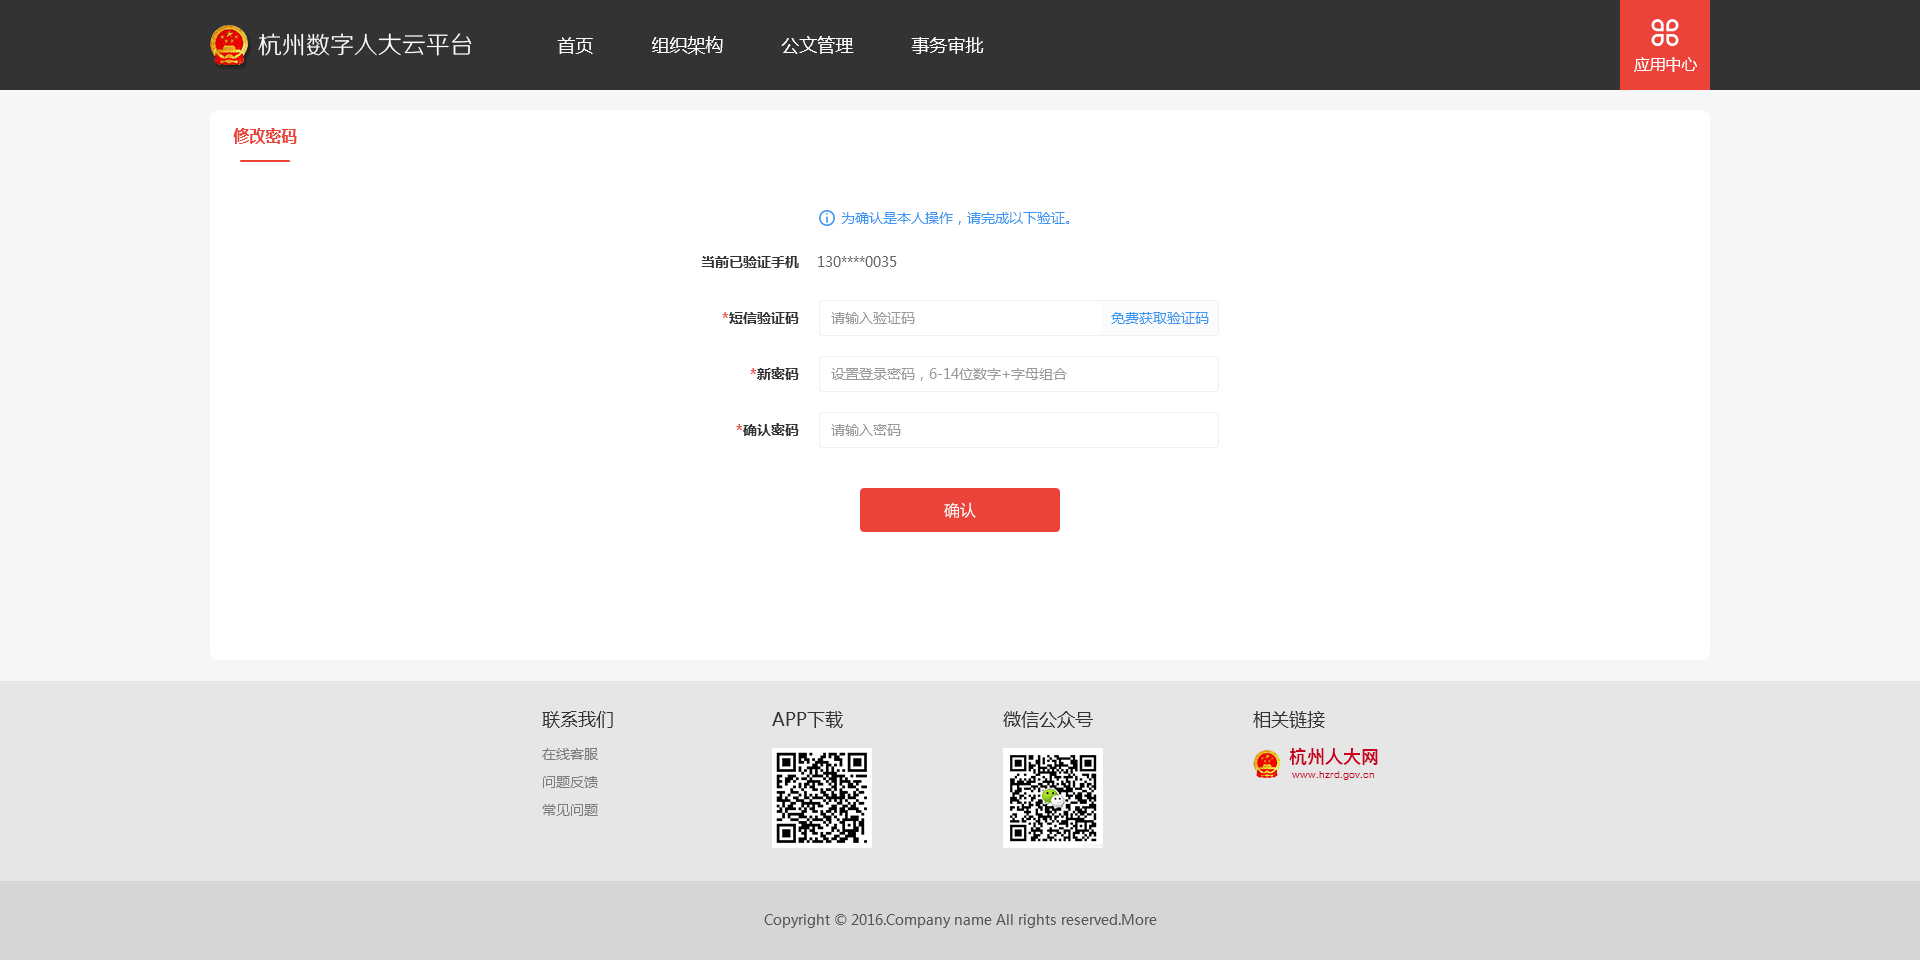 杭州数字人大云平台
首页 组织架构 公文管理 事务审批
应用中心
修改密码
为确认是本人操作，请完成以下验证。
当前已验证手机 130****0035
*短信验证码 请输入验证码 免费获取验证码
*新密码 设置登录密码，6-14位数字+字母组合
*确认密码 请输入密码
确认
联系我们 APP下载 微信公众号 相关链接
在线客服
问题反馈
常见问题
杭州人大网
www.hzrd.gov.cn
Copyright © 2016.Company name All rights reserved.More